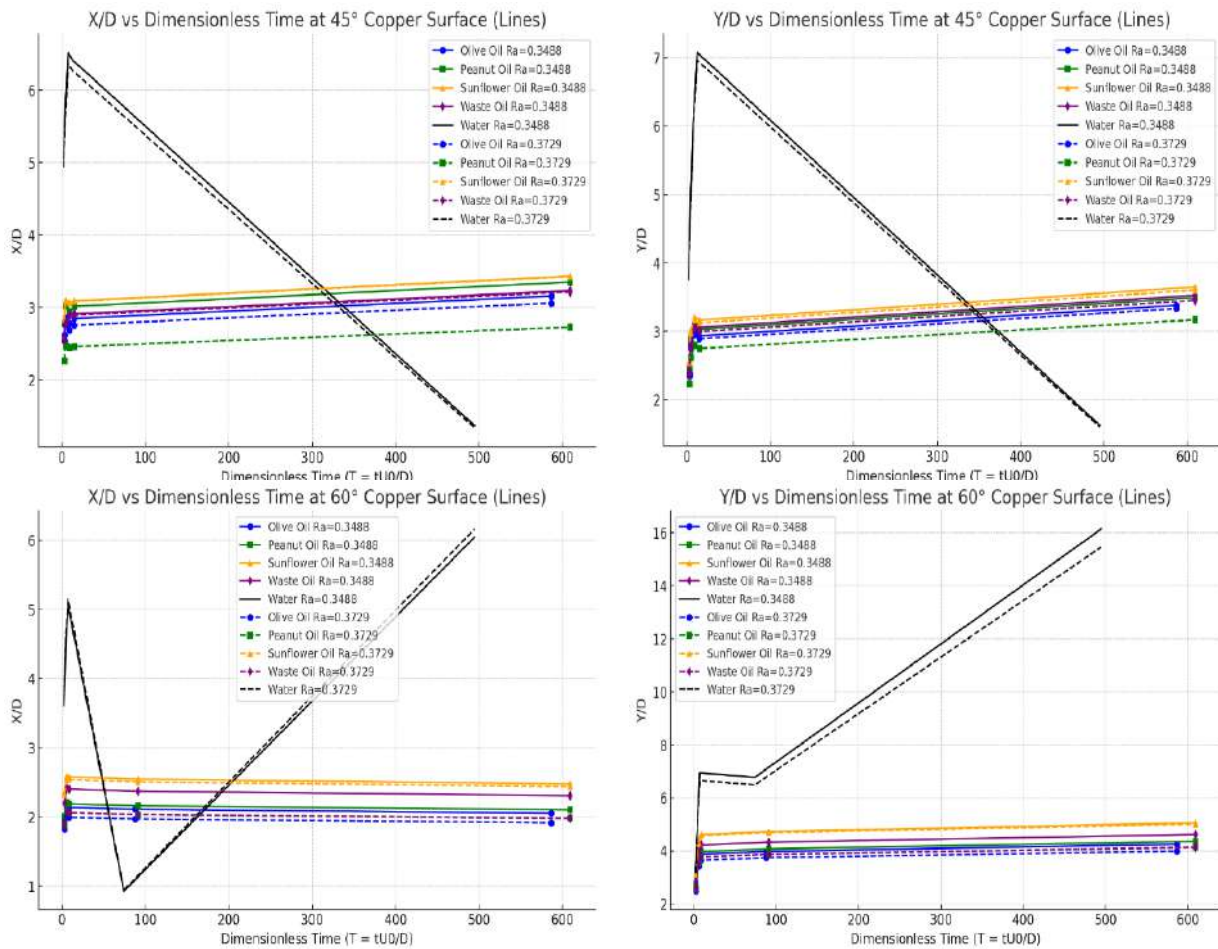 X/D vs Dimensionless Time at 45° Copper Surface (Lines)
X/D
6
5
4
3
2
Olive Oil Ra=0.3488
Peanut Oil Ra=0.3488
Sunflower Oil Ra=0.3488
Waste Oil Ra=0.3488
Water Ra=0.3488
Olive Oil Ra=0.3729
Peanut Oil Ra=0.3729
Sunflower Oil Ra=0.3729
Waste Oil Ra=0.3729
Water Ra=0.3729
0 100 200 300 400 500 600
Dimensionless Time (T = tU0/D)
Y/D vs Dimensionless Time at 45° Copper Surface (Lines)
Y/D
7
6
5
4
3
2
Olive Oil Ra=0.3488
Peanut Oil Ra=0.3488
Sunflower Oil Ra=0.3488
Waste Oil Ra=0.3488
Water Ra=0.3488
Olive Oil Ra=0.3729
Peanut Oil Ra=0.3729
Sunflower Oil Ra=0.3729
Waste Oil Ra=0.3729
Water Ra=0.3729
0 100 200 300 400 500 600
Dimensionless Time (T = tU0/D)
X/D vs Dimensionless Time at 60° Copper Surface (Lines)
X/D
6
5
4
3
2
1
Olive Oil Ra=0.3488
Peanut Oil Ra=0.3488
Sunflower Oil Ra=0.3488
Waste Oil Ra=0.3488
Water Ra=0.3488
Olive Oil Ra=0.3729
Peanut Oil Ra=0.3729
Sunflower Oil Ra=0.3729
Waste Oil Ra=0.3729
Water Ra=0.3729
0 100 200 300 400 500 600
Dimensionless Time (T = tU0/D)
Y/D vs Dimensionless Time at 60° Copper Surface (Lines)
Y/D
16
14
12
10
8
6
4
2
Olive Oil Ra=0.3488
Peanut Oil Ra=0.3488
Sunflower Oil Ra=0.3488
Waste Oil Ra=0.3488
Water Ra=0.3488
Olive Oil Ra=0.3729
Peanut Oil Ra=0.3729
Sunflower Oil Ra=0.3729
Waste Oil Ra=0.3729
Water Ra=0.3729
0 100 200 300 400 500 600
Dimensionless Time (T = tU0/D)